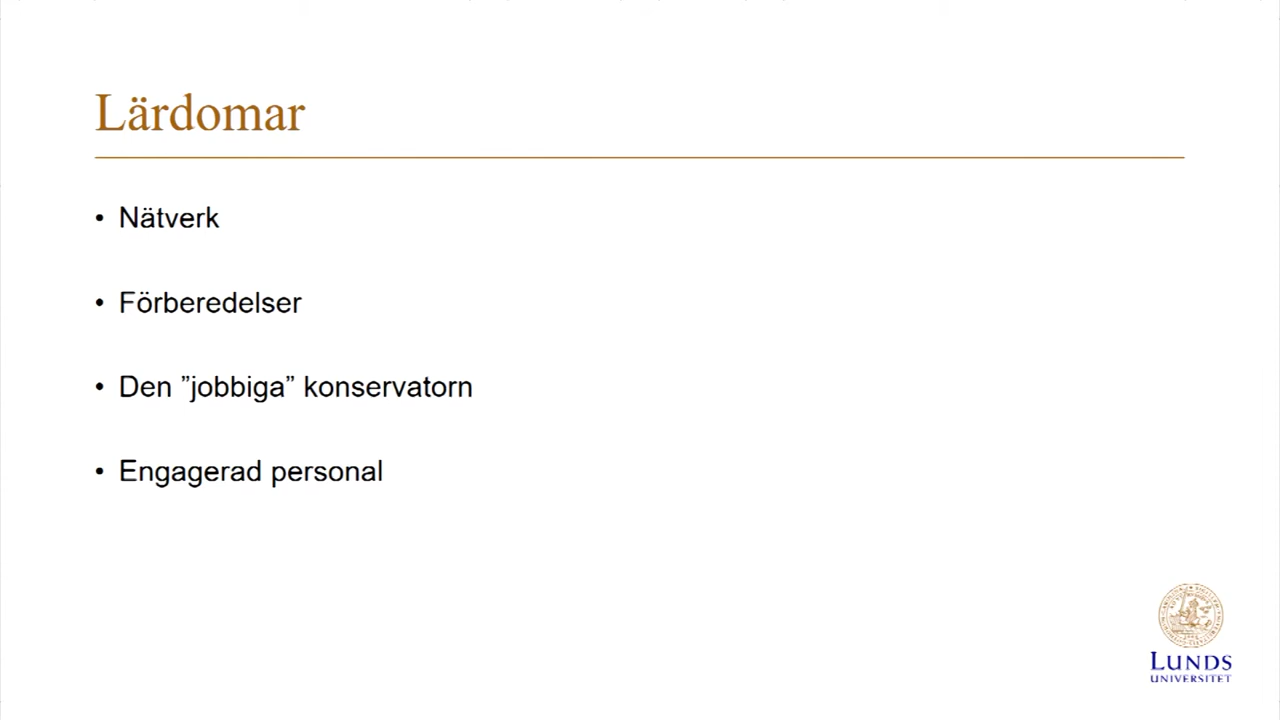 Lärdomar
• Nätverk
• Förberedelser
• Den ”jobbiga” konservatorn
• Engagerad personal
LUNDS
UNIVERSITET